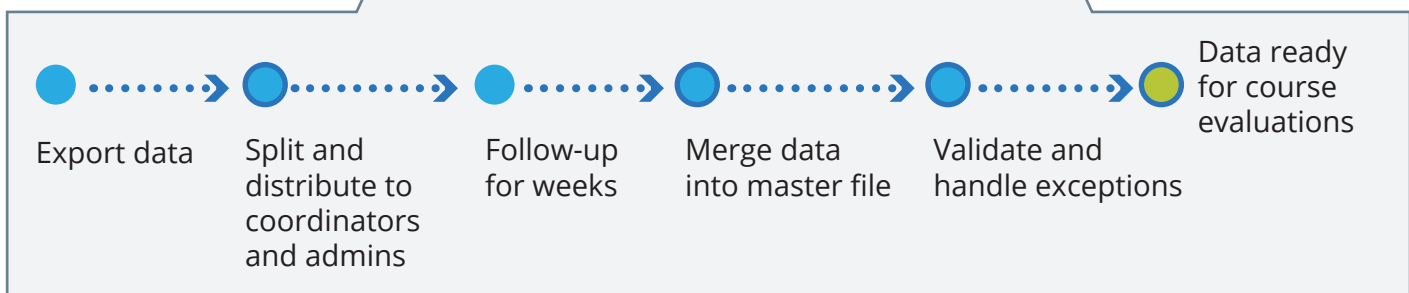 Export data
Split and
distribute to
coordinators
and admins
Follow-up
for weeks
Merge data
into master file
Validate and
handle exceptions
Data ready
for course
evaluations